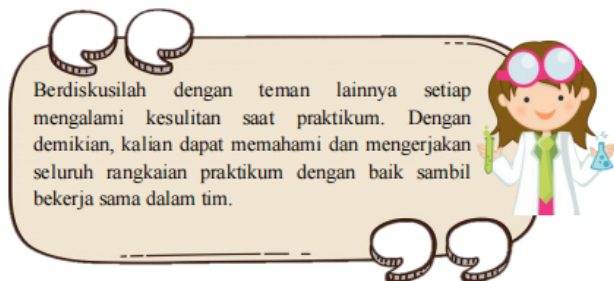 Berdiskusilah dengan teman lainnya setiap
mengalami kesulitan saat praktikum. Dengan
demikian, kalian dapat memahami dan mengerjakan
seluruh rangkaian praktikum dengan baik sambil
bekerja sama dalam tim.